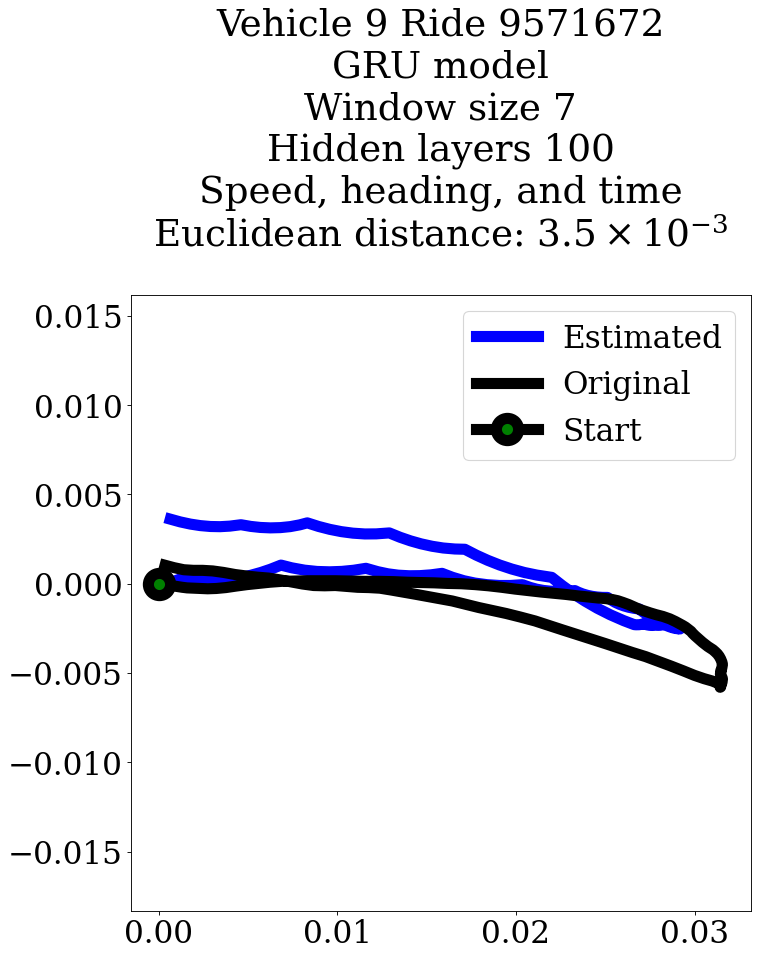 Vehicle 9 Ride 9571672
GRU model
Window size 7
Hidden layers 100
Speed, heading, and time
Euclidean distance: 3.5 × 10⁻³
Estimated
Original
Start
0.015
0.010
0.005
0.000
−0.005
−0.010
−0.015
0.00 0.01 0.02 0.03